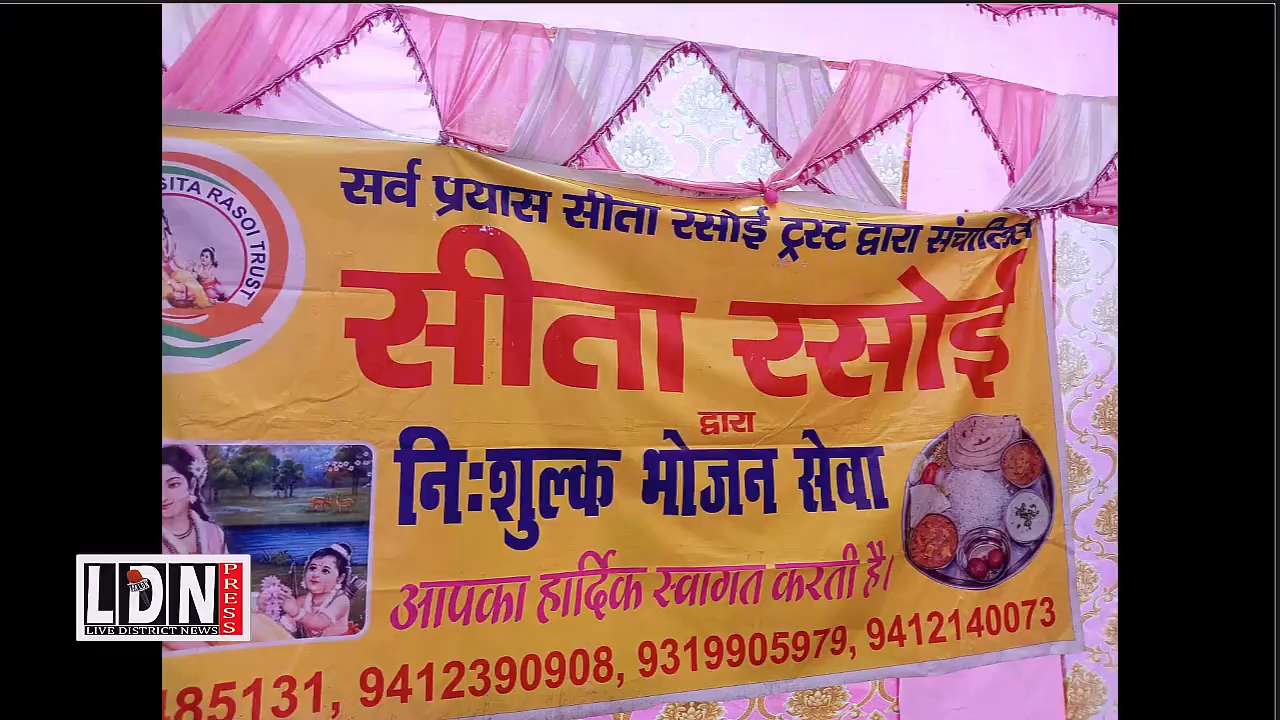 SITA RASOI TRUST
सर्व प्रयास सीता रसोई ट्रस्ट द्वारा संचालित
सीता रसोई
द्वारा
निःशुल्क भोजन सेवा
आपका हार्दिक स्वागत करती है।
485131, 9412390908, 9319905979, 9412140073
LDN PRESS
LIVE DISTRICT NEWS